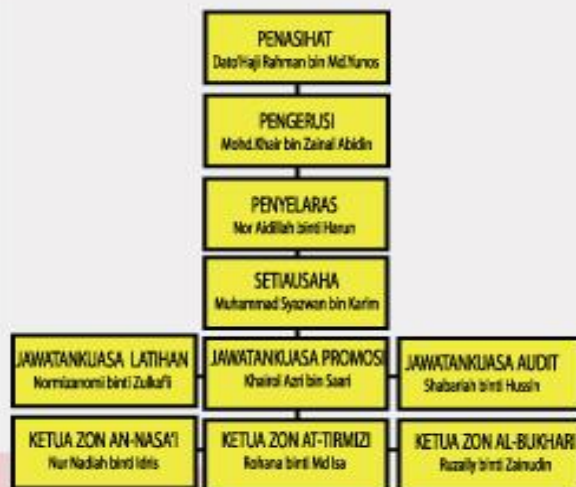 PENASIHAT
Dato'Haji Rahman bin Md.Yunos
PENGERUSI
Mohd.Khair bin Zainal Abidin
PENYELARAS
Nor Aidillah binti Harun
SETIAUSAHA
Muhammad Syazwan bin Karim
JAWATANKUASA LATIHAN
Normizanomi binti Zulkafli
JAWATANKUASA PROMOSI
Khairol Azri bin Saari
JAWATANKUASA AUDIT
Shabariah binti Hussin
KETUA ZON AN-NASA'I
Nur Nadiah binti Idris
KETUA ZON AT-TIRMIZI
Rohana binti Md Isa
KETUA ZON AL-BUKHARI
Ruzaily binti Zainudin